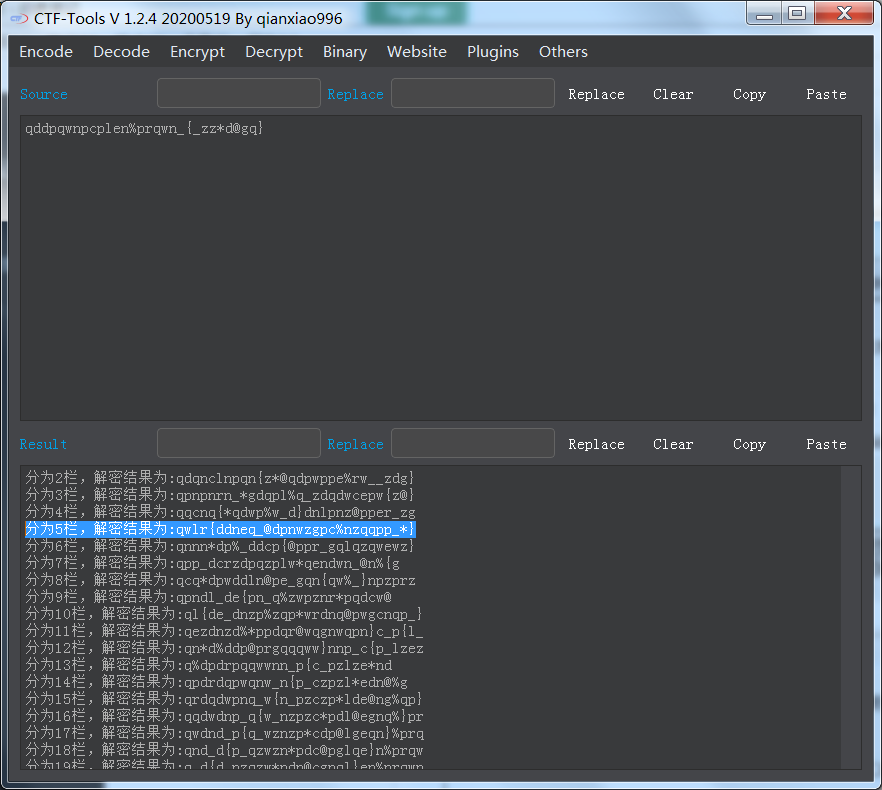 CTF-Tools V 1.2.4 20200519 By qianxiao996
Encode Decode Encrypt Decrypt Binary Website Plugins Others
Source Replace Replace Clear Copy Paste
qddpqwnpcplen%prqwn_{_zz*d@gq}
Result Replace Replace Clear Copy Paste
分为2栏，解密结果为:qdqnclnpqn{z*@qdpwppe%rw__zdg}
分为3栏，解密结果为:qpnpnrn_*gdqpl%q_zdqdwcepw{z@}
分为4栏，解密结果为:qqcnq{*qdwp%w_d}dnlpnz@pper_zg
分为5栏，解密结果为:qwlr{ddneq_@dpnwzgpc%nzqqpp_*}
分为6栏，解密结果为:qnnn*dp%_ddcp{@ppr_gqlqzqwewz}
分为7栏，解密结果为:qpp_dcrzdpqzplw*qendwn_@n%{g
分为8栏，解密结果为:qcq*dpwddln@pe_gqn{qw%_}npzprz
分为9栏，解密结果为:qpndl_de{pn_q%zwpznr*pqdcw@
分为10栏，解密结果为:ql{de_dnzp%zqp*wrdnq@pwgcnqp_}
分为11栏，解密结果为:qezdnzd%*ppdqr@wqgnwqpn}c_p{l_
分为12栏，解密结果为:qn*d%ddp@prgqqqww}nnp_c{p_lzez
分为13栏，解密结果为:q%dpdrpqqwwnn_p{c_pzlze*nd
分为14栏，解密结果为:qpdrdqpwqnw_n{p_czpzl*edn@%g
分为15栏，解密结果为:qrdqdwpnq_w{n_pzczp*lde@ng%qp}
分为16栏，解密结果为:qqdwdnp_q{w_nzpzc*pdl@egnq%}pr
分为17栏，解密结果为:qwdnd_p{q_wznzp*cdp@lgeqn}%prq
分为18栏，解密结果为:qnd_d{p_qzwzn*pdc@pglqe}n%prqw
分为19栏，解密结果为:q_d{d_pzqzw*ndp@cgpql}en%prqwn